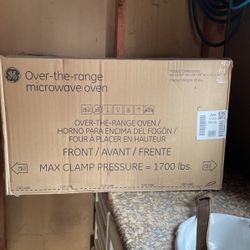 GE
Over-the-range
microwave oven
OVER-THE-RANGE OVEN /
HORNO PARA ENCIMA DEL FOGÓN /
FOUR À PLACER EN HAUTEUR
FRONT / AVANT / FRENTE
MAX CLAMP PRESSURE = 1700 lbs.